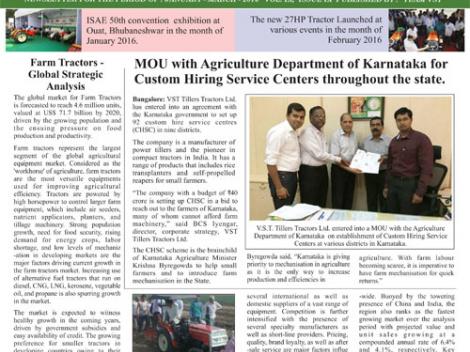 NEWSLETTER FOR THE PERIOD OF : JANUARY - MARCH - 2016
ISAE 50th convention exhibition at
Ouat, Bhubaneshwar in the month of
January 2016.
The new 27HP Tractor Launched at
various events in the month of
February 2016
Farm Tractors -
Global Strategic
Analysis
The global market for Farm Tractors
is forecasted to reach 4.6 million units,
valued at US$ 71.7 billion by 2020,
driven by the growing population and
the ensuing pressure on food
production and productivity.
Farm tractors represent the largest
segment of the global agricultural
equipment market. Considered as the
'workhorse' of agriculture, farm tractors
are the most versatile equipments
used for improving agricultural
efficiency. Tractors are powered by
high horsepower to control larger farm
equipment, which include air seeders,
nutrient applicators, planters, and
tillage machinery. Strong population
growth, need for food security, rising
demand for energy crops, labor
shortage, and low levels of mechaniz
-ation in developing markets are the
major factors driving current growth in
the farm tractors market. Increasing use
of alternative fuel tractors that run on
diesel, CNG, LNG, kerosene, vegetable
oil, and propane is also spurring growth
in the market.
The market is expected to witness
healthy growth in the coming years,
driven by government subsidies and
easy availability of credit. The growing
preference for smaller tractors in
developing countries owing to their
MOU with Agriculture Department of Karnataka for
Custom Hiring Service Centers throughout the state.
Bangalore: VST Tillers Tractors Ltd.
has entered into an agreement with
the Karnataka government to set up
92 custom hire service centres
(CHSC) in nine districts.
The company is a manufacturer of
power tillers and the pioneer in
compact tractors in India. It has a
range of products that includes rice
transplanters and self-propelled
reapers for small farmers.
"The company with a budget of ₹40
crore is setting up CHSC in a bid to
reach out to the farmers of Karnataka,
many of whom cannot afford farm
machinery," said BCS Iyengar,
director, corporate strategy, VST
Tillers Tractors Ltd.
The CHSC scheme is the brainchild
of Karnataka Agriculture Minister
Krishna Byregowda to help small
farmers and to introduce farms
mechanisation in the State.
V.S.T. Tillers Tractors Ltd. entered into a MOU with the Agriculture
Department of Karnataka on establishment of Custom Hiring Service
Centers at various districts in Karnataka.
Byregowda said, "Karnataka is giving
priority to mechanisation in agriculture
as it is the only way to increase
production and efficiencies in
agriculture. With farm labour
becoming scarce, it is imperative to
have farm mechanisation for quick
returns."
several international as well as
domestic suppliers of a vast range of
equipment. Competition is further
intensified with the presence of
several specialty manufacturers as
well as short-line providers. Pricing,
quality, brand loyalty, as well as after
-sale service are major factors influe
-wide. Buoyed by the towering
presence of China and India, the
region also ranks as the fastest
growing market over the analysis
period with projected value and
unit sales growing at a
compounded annual rate of 6.4%
and 4.1%, respectively. Key